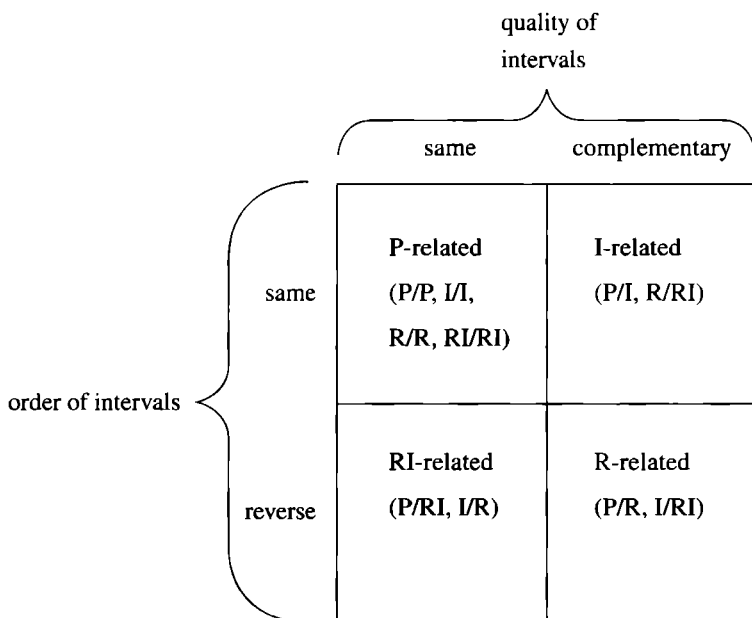 quality of
intervals
same
complementary
same
P-related
(P/P, I/I,
R/R, RI/RI)
I-related
(P/I, R/RI)
order of intervals
reverse
RI-related
(P/RI, I/R)
R-related
(P/R, I/RI)